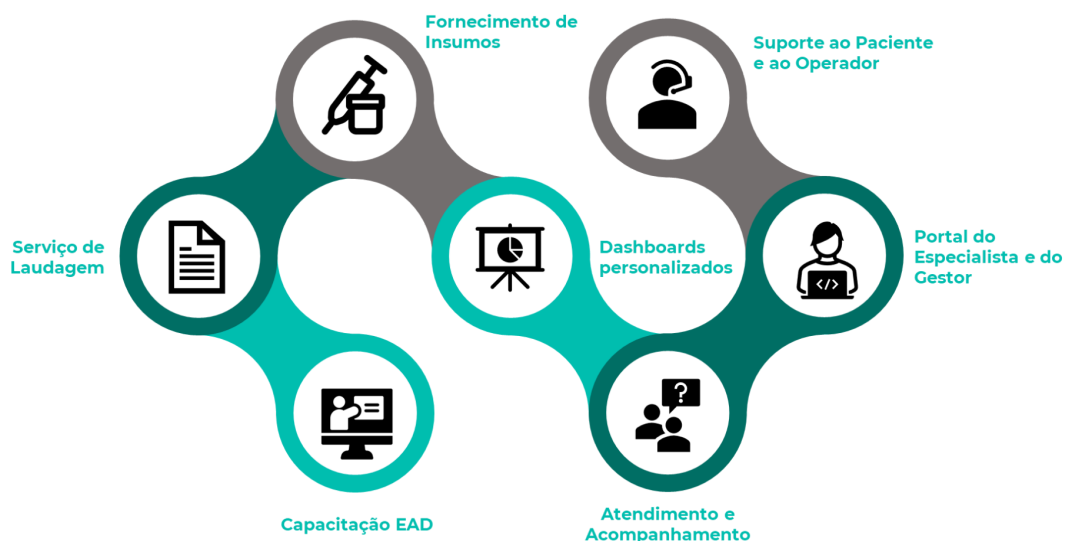 Fornecimento de
Insumos
Suporte ao Paciente
e ao Operador
Serviço de
Laudagem
Dashboards
personalizados
Portal do
Especialista e do
Gestor
</>
?
Capacitação EAD
Atendimento e
Acompanhamento